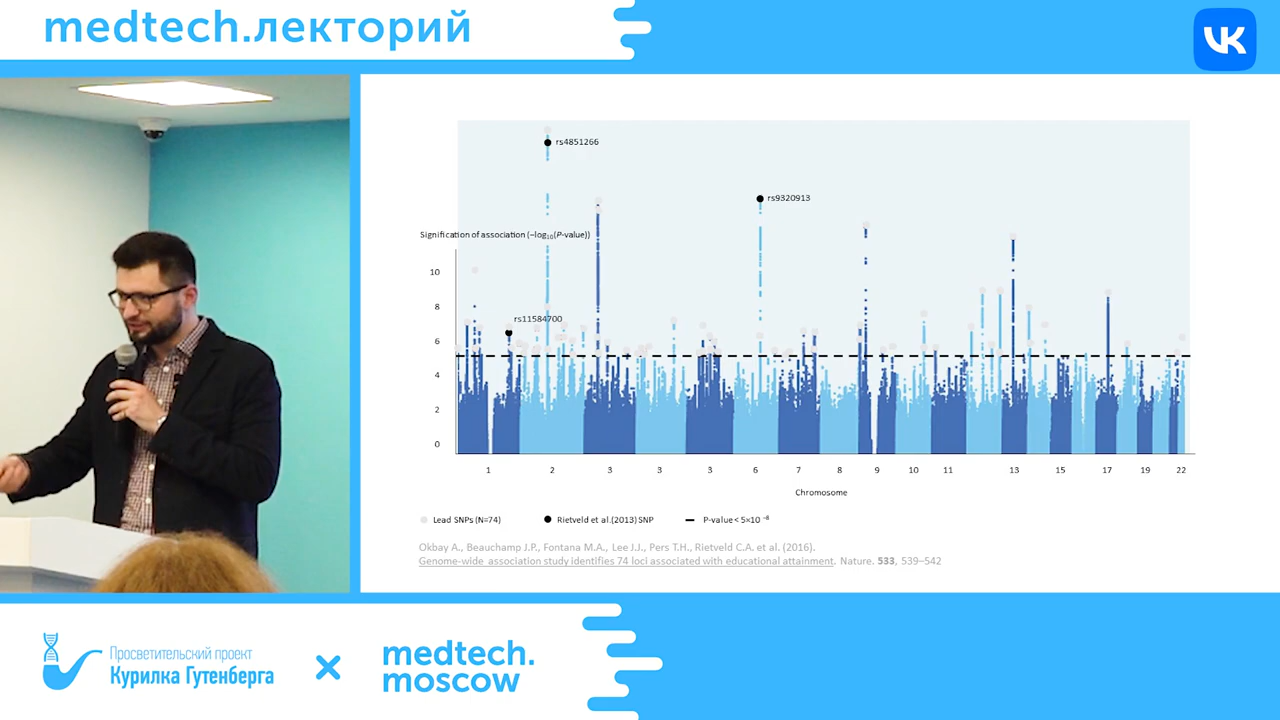 medtech.лекторий
VK
rs4851266
rs9320913
Signification of association (−log10(P-value))
10
8
rs11584700
6
4
2
0
1 2 3 3 3 6 7 8 9 10 11 13 15 17 19 22
Chromosome
Lead SNPs (N=74) Rietveld et al.(2013) SNP P-value < 5×10 −8
Okbay A., Beauchamp J.P., Fontana M.A., Lee J.J., Pers T.H., Rietveld C.A. et al. (2016).
Genome-wide association study identifies 74 loci associated with educational attainment. Nature. 533, 539–542
Просветительский проект
Курилка Гутенберга
medtech.
moscow